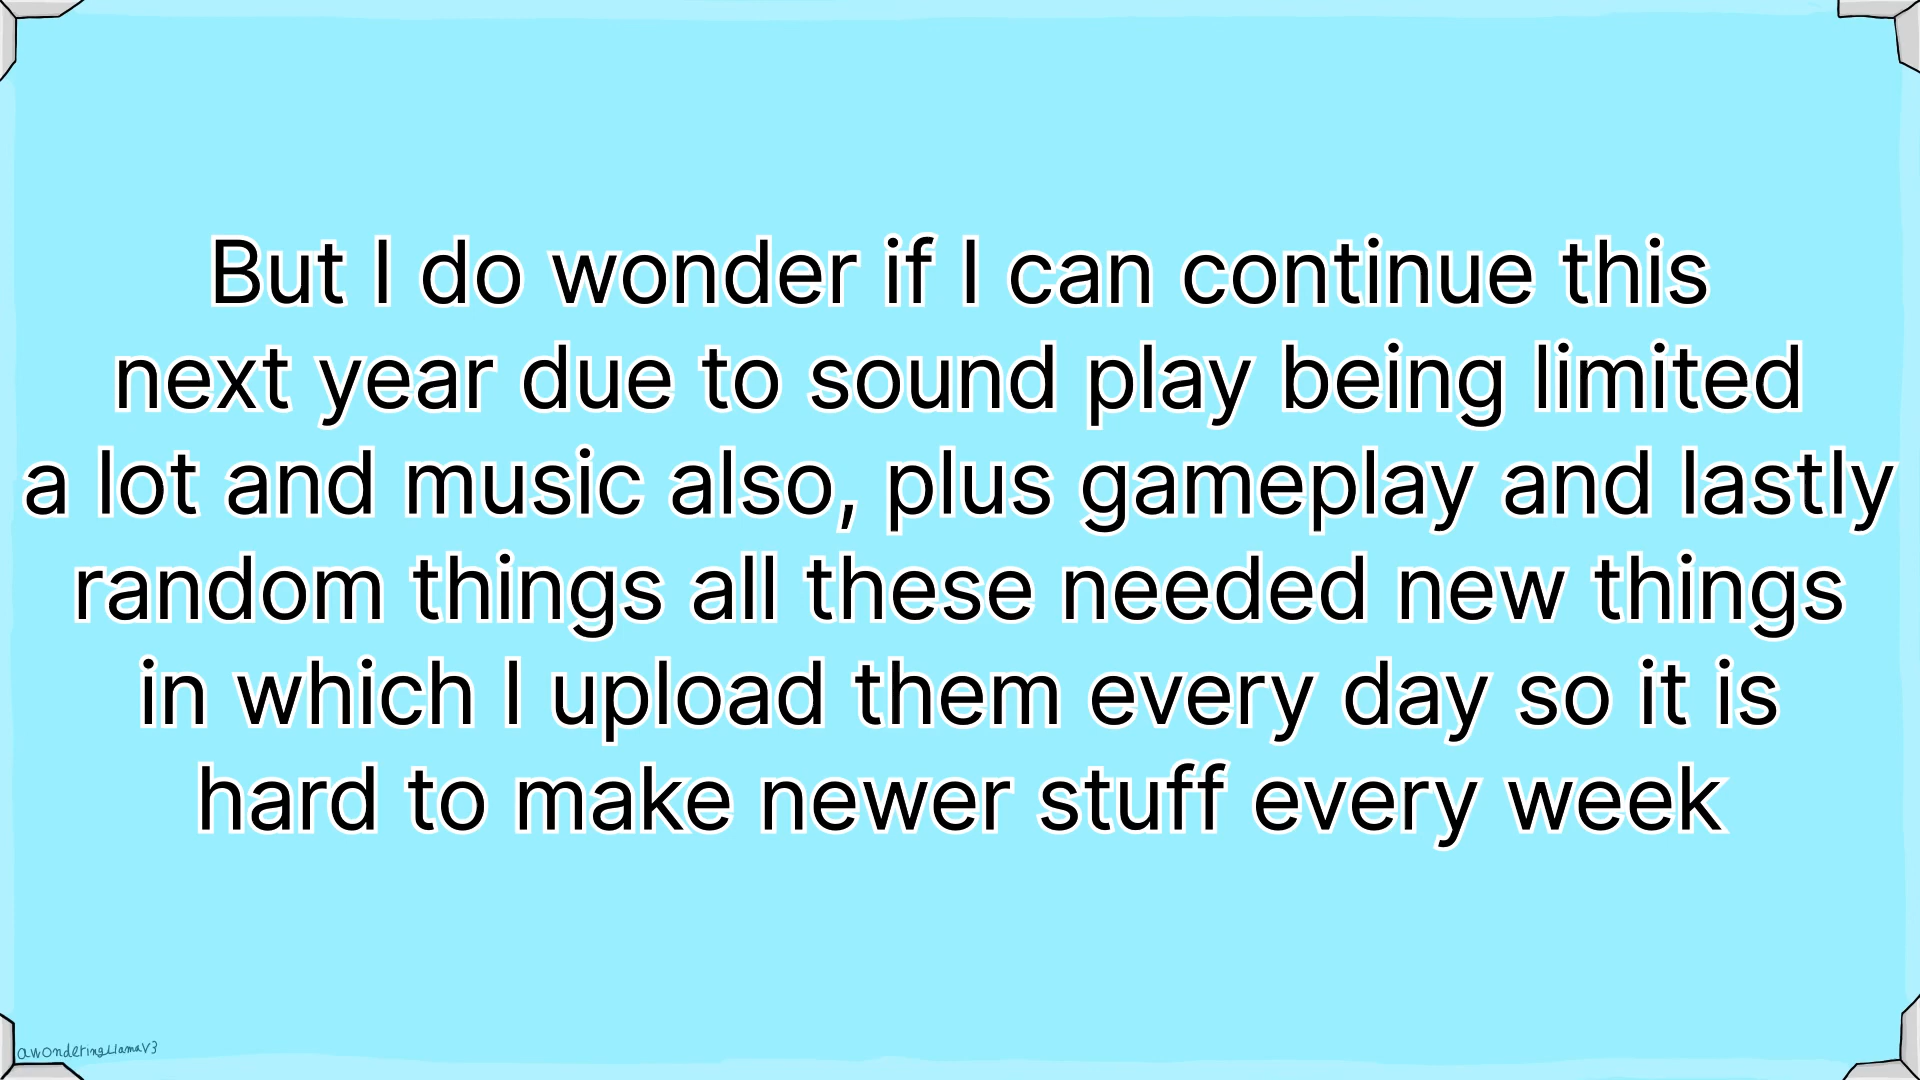 But I do wonder if I can continue this
next year due to sound play being limited
a lot and music also, plus gameplay and lastly
random things all these needed new things
in which I upload them every day so it is
hard to make newer stuff every week
awonderingLlamaV3